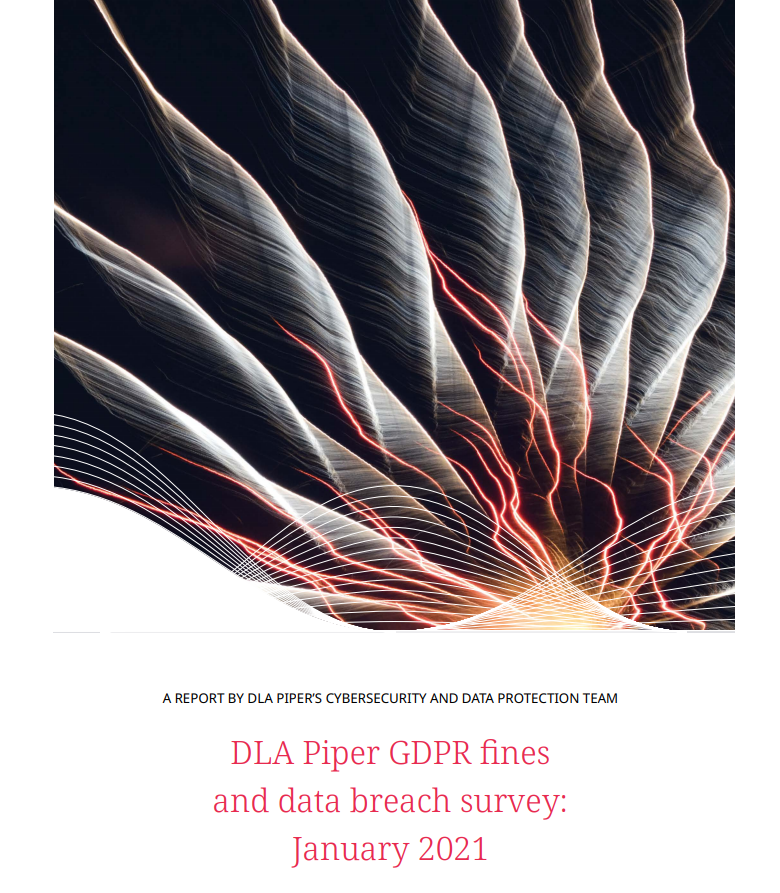 A REPORT BY DLA PIPER’S CYBERSECURITY AND DATA PROTECTION TEAM
DLA Piper GDPR fines
and data breach survey:
January 2021